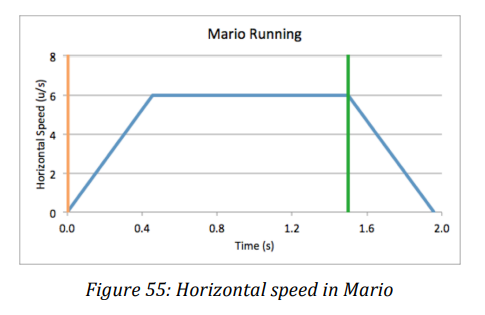 Mario Running
Horizontal Speed (u/s)
8
6
4
2
0
0.0 0.4 0.8 1.2 1.6 2.0
Time (s)
Figure 55: Horizontal speed in Mario